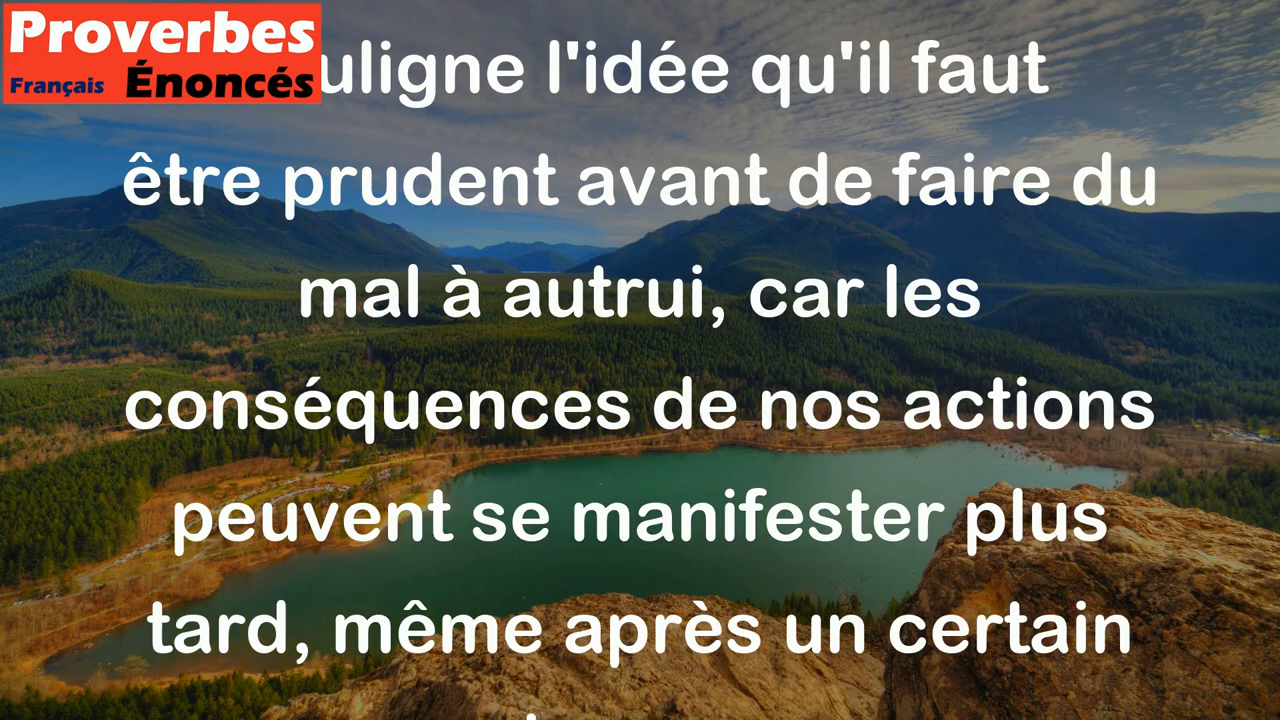 Proverbes
Français Énoncés
uligne l'idée qu'il faut
être prudent avant de faire du
mal à autrui, car les
conséquences de nos actions
peuvent se manifester plus
tard, même après un certain